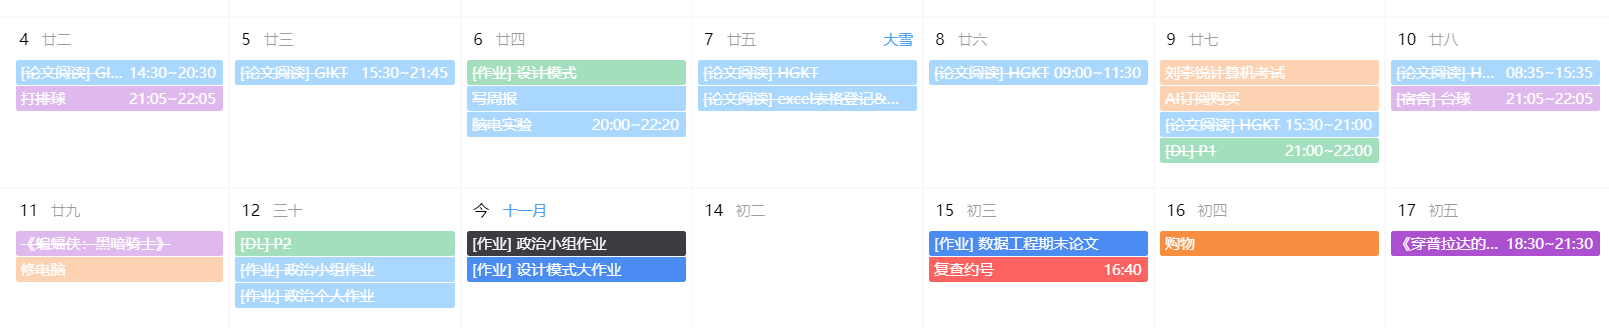 4 廿二
[论文阅读] GI... 14:30~20:30
打排球 21:05~22:05
5 廿三
[论文阅读] GIKT 15:30~21:45
6 廿四
[作业] 设计模式
写周报
脑电实验 20:00~22:20
7 廿五 大雪
[论文阅读] HGKT
[论文阅读] excel表格登记&...
8 廿六
[论文阅读] HGKT 09:00~11:30
9 廿七
刘李锐计算机考试
AI订阅购买
[论文阅读] HGKT 15:30~21:00
[DL] P1 21:00~22:00
10 廿八
[论文阅读] H... 08:35~15:35
[宿舍] 台球 21:05~22:05
11 廿九
《蝙蝠侠：黑暗骑士》
修电脑
12 三十
[DL] P2
[作业] 政治小组作业
[作业] 政治个人作业
今 十一月
[作业] 政治小组作业
[作业] 设计模式大作业
14 初二
15 初三
[作业] 数据工程期末论文
复查约号 16:40
16 初四
购物
17 初五
《穿普拉达的... 18:30~21:30